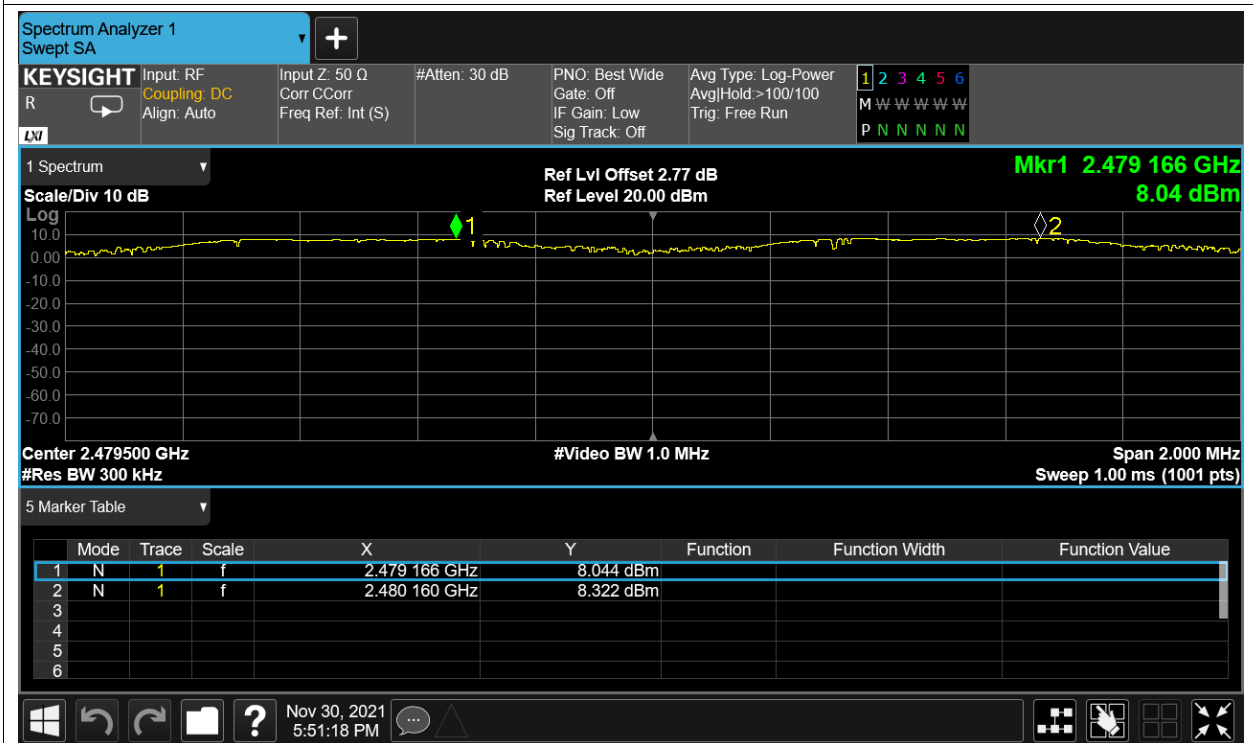 Spectrum Analyzer 1
Swept SA
KEYSIGHT Input: RF Input Z: 50 Ω #Atten: 30 dB PNO: Best Wide Avg Type: Log-Power 1 2 3 4 5 6
R Coupling: DC Corr CCorr Gate: Off Avg|Hold:>100/100 M W W W W W
Align: Auto Freq Ref: Int (S) IF Gain: Low Trig: Free Run
LXI Sig Track: Off P N N N N N
1 Spectrum Ref Lvl Offset 2.77 dB Mkr1 2.479 166 GHz
Scale/Div 10 dB Ref Level 20.00 dBm 8.04 dBm
Log
1 2
10.0
0.00
-10.0
-20.0
-30.0
-40.0
-50.0
-60.0
-70.0
Center 2.479500 GHz #Video BW 1.0 MHz Span 2.000 MHz
#Res BW 300 kHz Sweep 1.00 ms (1001 pts)
5 Marker Table
Mode Trace Scale X Y Function Function Width Function Value
1 N 1 f 2.479 166 GHz 8.044 dBm
2 N 1 f 2.480 160 GHz 8.322 dBm
3
4
5
6
? Nov 30, 2021
5:51:18 PM